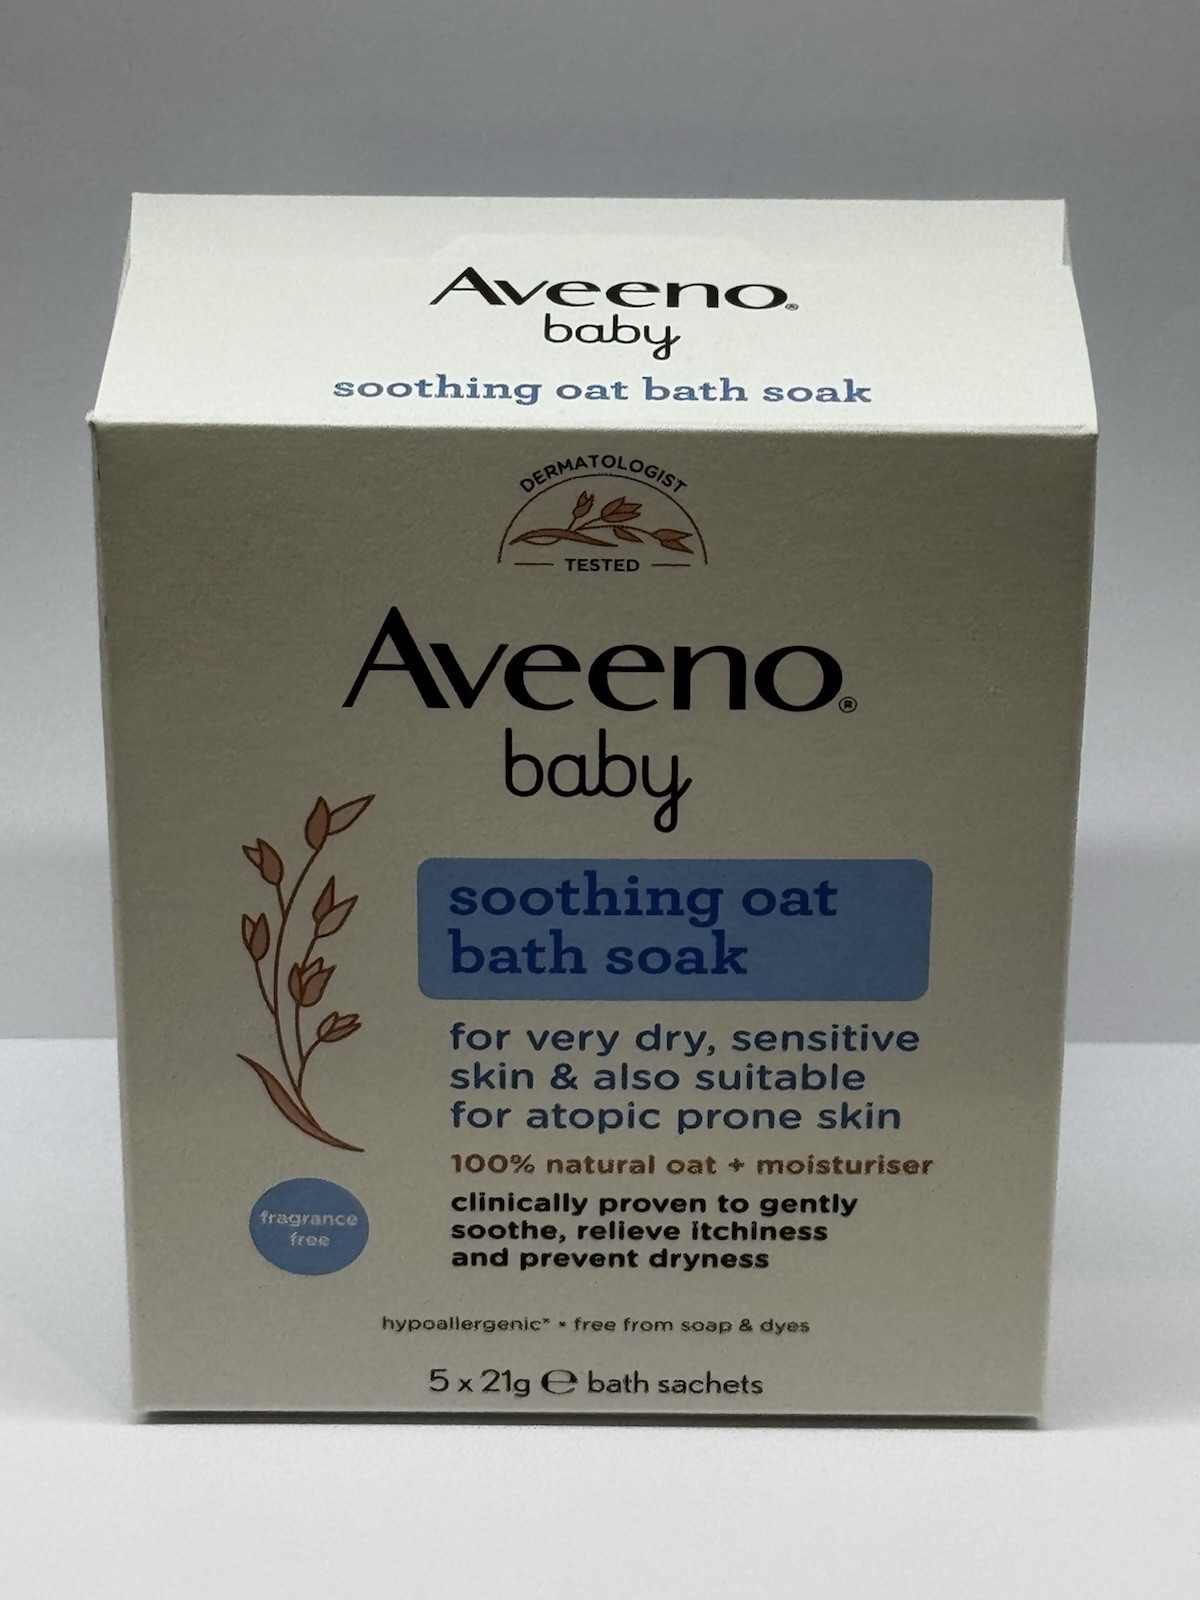 Aveeno®
baby
soothing oat bath soak
DERMATOLOGIST
TESTED
Aveeno®
baby
soothing oat
bath soak
for very dry, sensitive
skin & also suitable
for atopic prone skin
100% natural oat + moisturiser
clinically proven to gently
soothe, relieve itchiness
and prevent dryness
fragrance
free
hypoallergenic* • free from soap & dyes
5 x 21g ℮ bath sachets